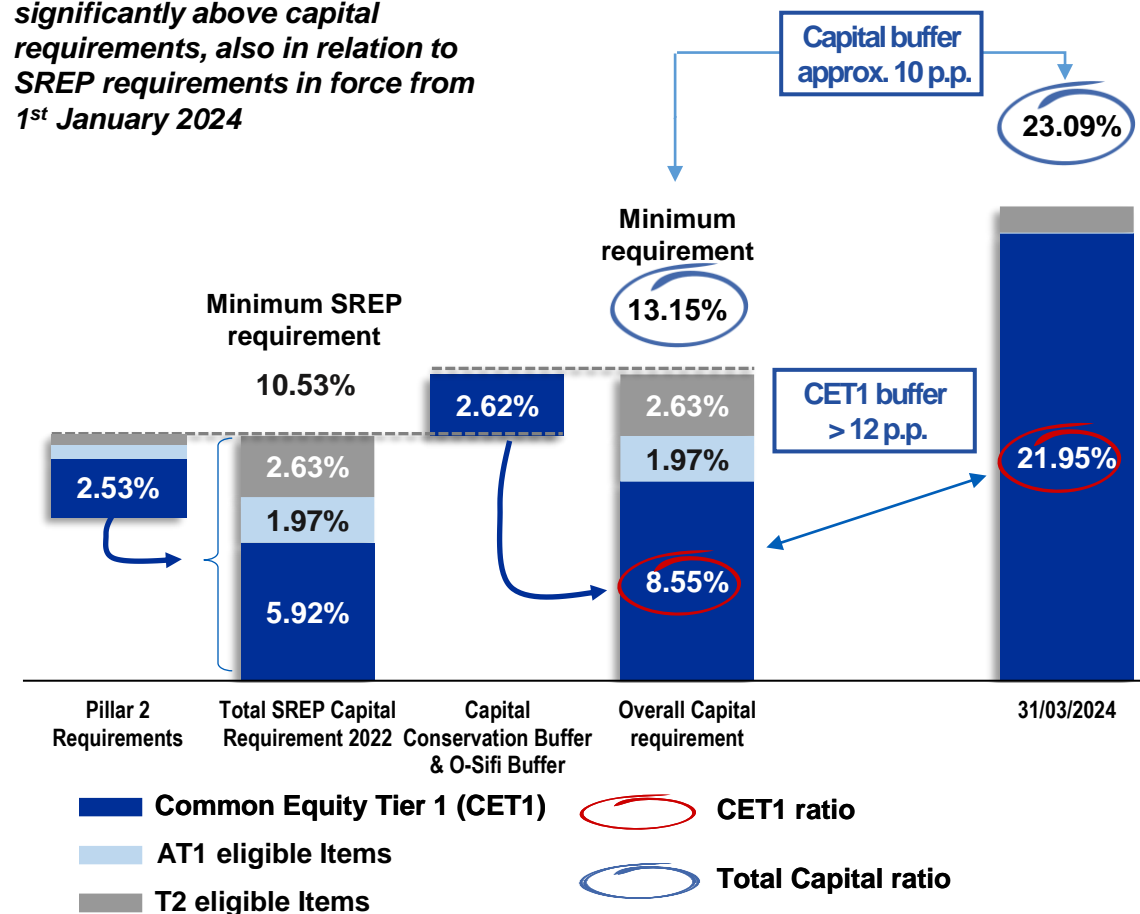 significantly above capital
requirements, also in relation to
SREP requirements in force from
1st January 2024
Capital buffer
approx. 10 p.p.
23.09%
Minimum
requirement
13.15%
Minimum SREP
requirement
10.53%
2.62%
2.63%
CET1 buffer
> 12 p.p.
2.53%
2.63%
1.97%
21.95%
1.97%
8.55%
5.92%
Pillar 2
Requirements
Total SREP Capital
Requirement 2022
Capital
Conservation Buffer
& O-Sifi Buffer
Overall Capital
requirement
31/03/2024
Common Equity Tier 1 (CET1)
AT1 eligible Items
T2 eligible Items
CET1 ratio
Total Capital ratio